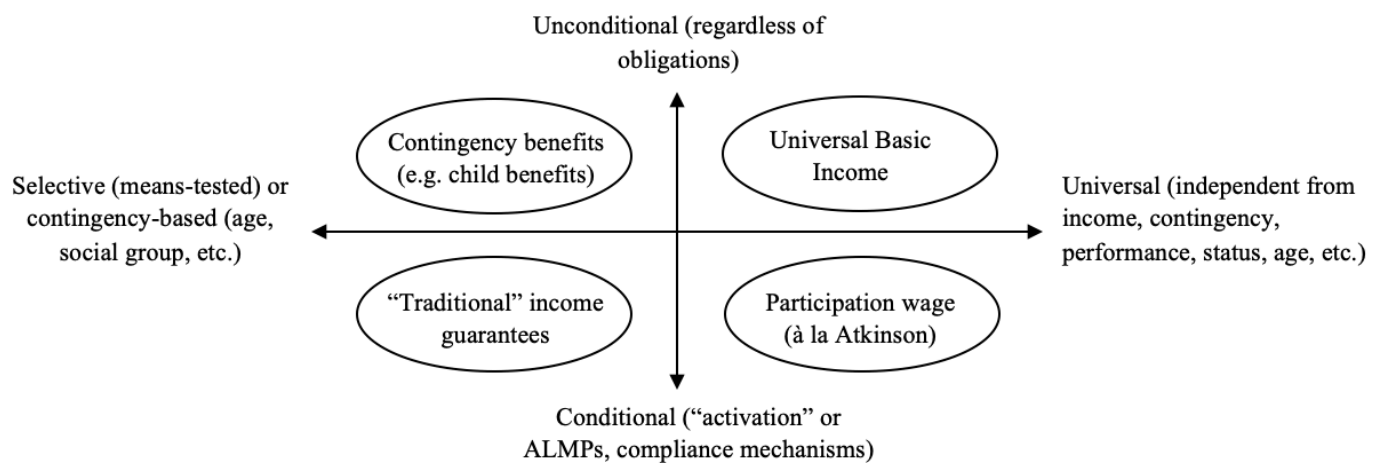 Unconditional (regardless of
obligations)
Contingency benefits
(e.g. child benefits)
Universal Basic
Income
Selective (means-tested) or
contingency-based (age,
social group, etc.)
Universal (independent from
income, contingency,
performance, status, age, etc.)
“Traditional” income
guarantees
Participation wage
(à la Atkinson)
Conditional (“activation” or
ALMPs, compliance mechanisms)